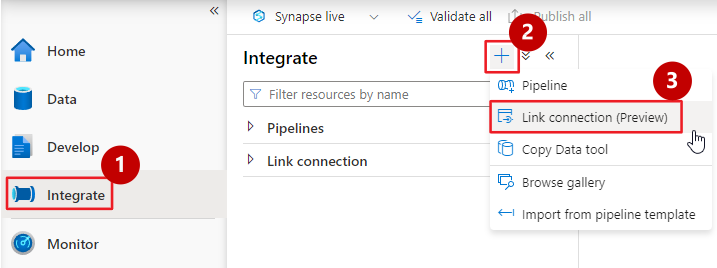 Synapse live
Validate all
Publish all
Home
Data
Develop
Integrate
Monitor
1
Integrate
2
Filter resources by name
Pipelines
Link connection
3
Pipeline
Link connection (Preview)
Copy Data tool
Browse gallery
Import from pipeline template